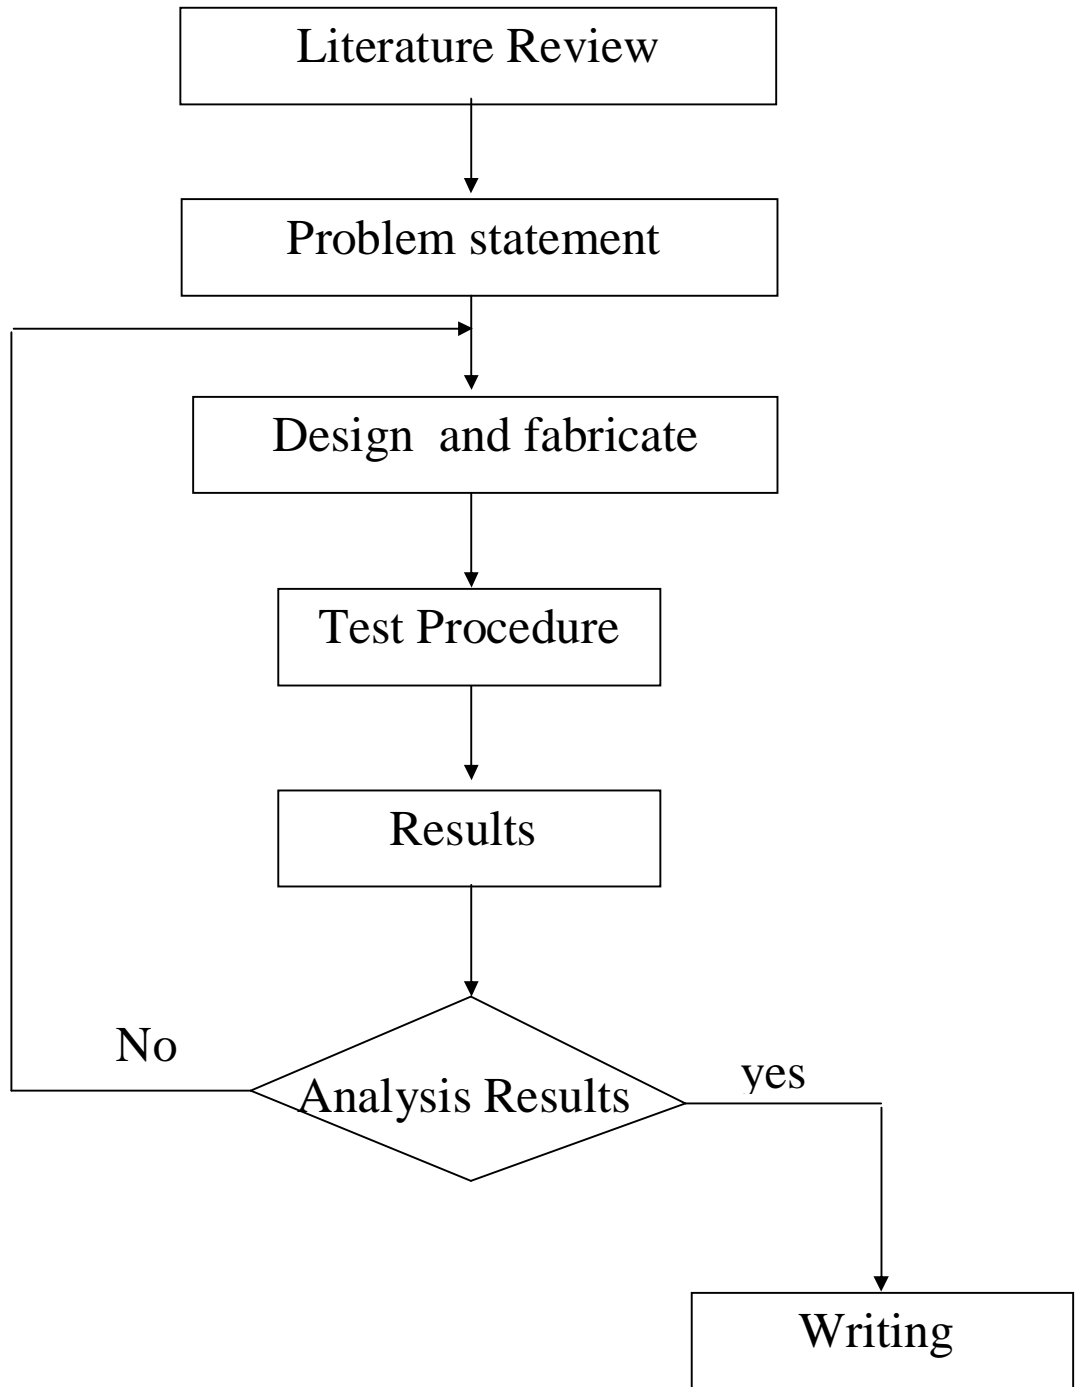 Literature Review
Problem statement
Design  and fabricate
Test Procedure
Results
No
Analysis Results
yes
Writing